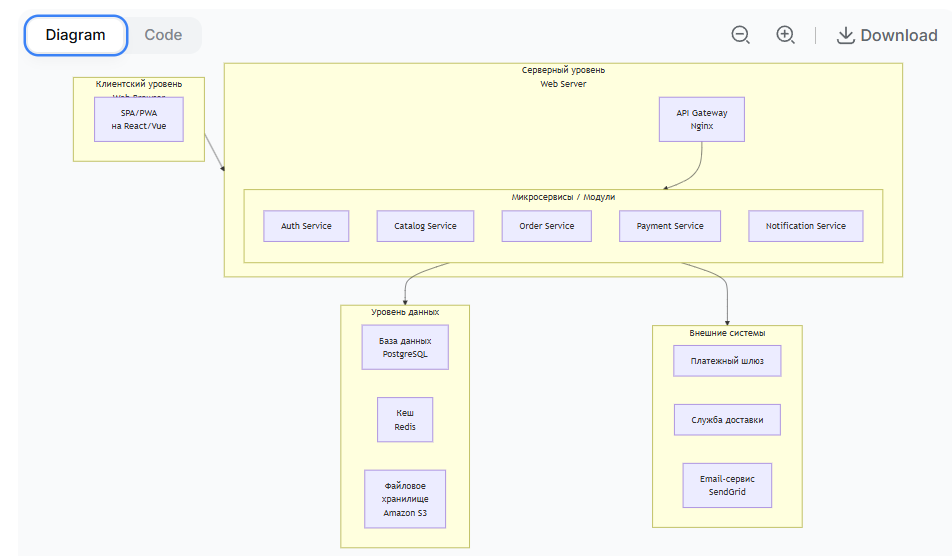 Diagram
Code
Download
Клиентский уровень
Web Browser
SPA/PWA
на React/Vue
Серверный уровень
Web Server
API Gateway
Nginx
Микросервисы / Модули
Auth Service
Catalog Service
Order Service
Payment Service
Notification Service
Уровень данных
База данных
PostgreSQL
Кеш
Redis
Файловое
хранилище
Amazon S3
Внешние системы
Платежный шлюз
Служба доставки
Email-сервис
SendGrid